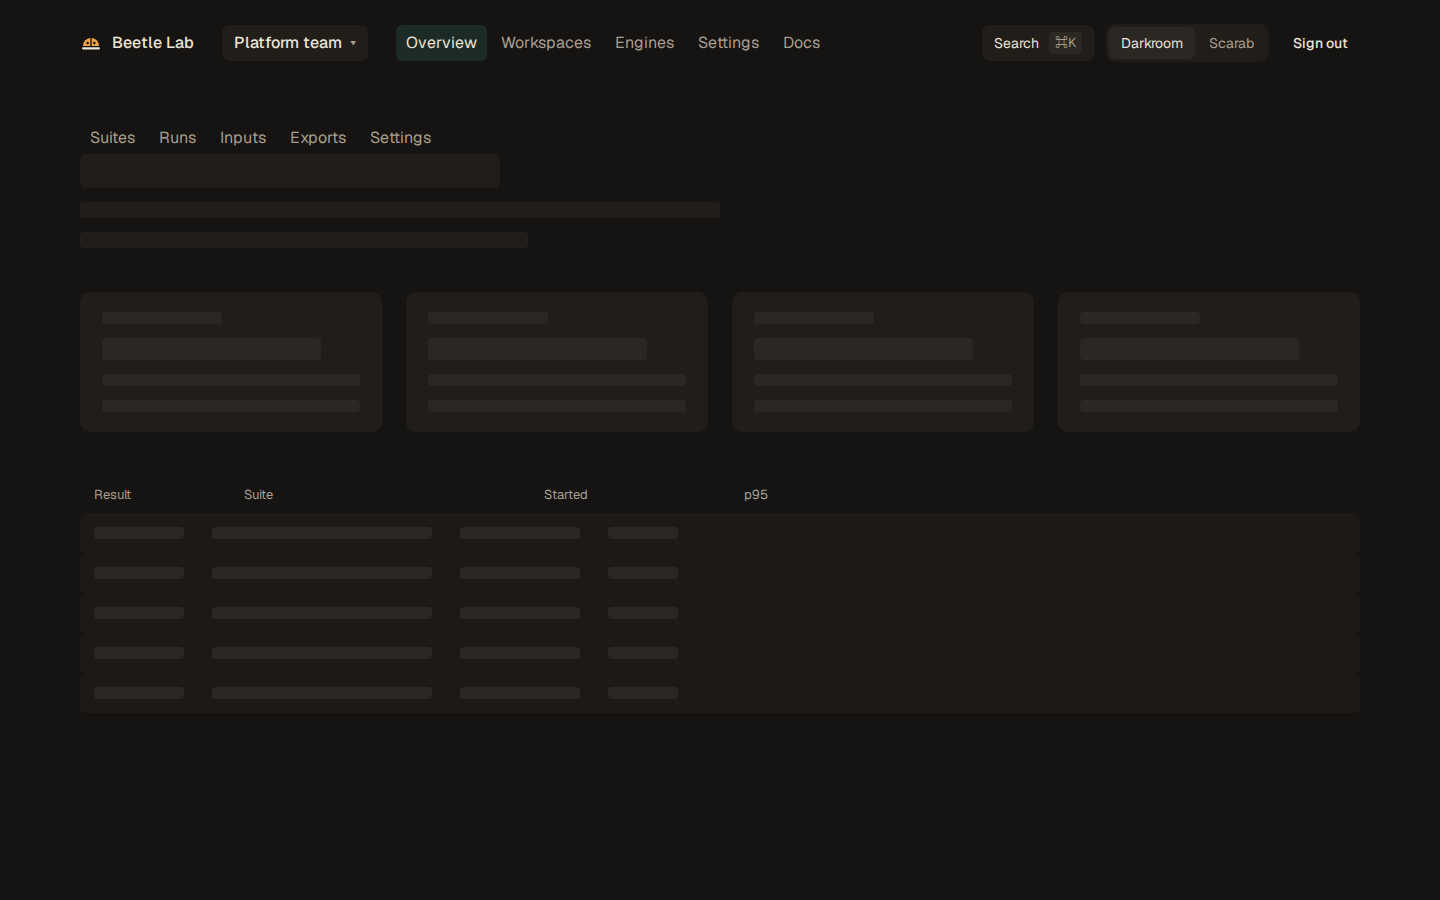 Beetle Lab Platform team Overview Workspaces Engines Settings Docs Search ⌘K Darkroom Scarab Sign out
Suites Runs Inputs Exports Settings
Result Suite Started p95